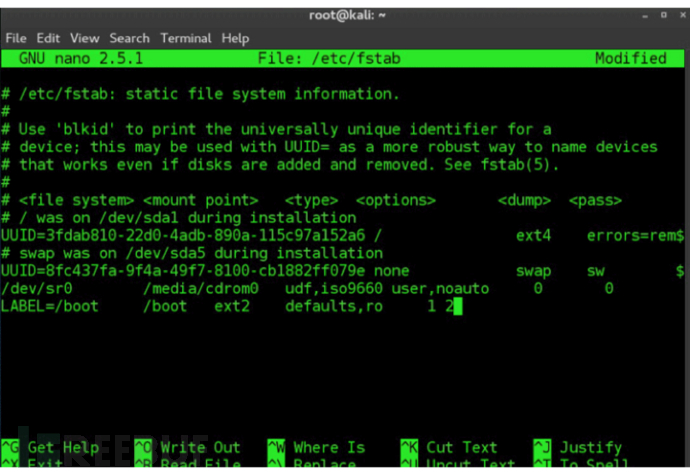 root@kali: ~
File Edit View Search Terminal Help
GNU nano 2.5.1 File: /etc/fstab Modified
# /etc/fstab: static file system information.
#
# Use 'blkid' to print the universally unique identifier for a
# device; this may be used with UUID= as a more robust way to name devices
# that works even if disks are added and removed. See fstab(5).
#
# <file system> <mount point> <type> <options> <dump> <pass>
# / was on /dev/sda1 during installation
UUID=3fdab810-22d0-4adb-890a-115c97a152a6 / ext4 errors=rem$
# swap was on /dev/sda5 during installation
UUID=8fc437fa-9f4a-49f7-8100-cb1882ff079e none swap sw $
/dev/sr0 /media/cdrom0 udf,iso9660 user,noauto 0 0
LABEL=/boot /boot ext2 defaults,ro 1 2
^G Get Help ^O Write Out ^W Where Is ^K Cut Text ^J Justify
^X Exit ^R Read File ^\ Replace ^U Uncut Text ^T To Spell